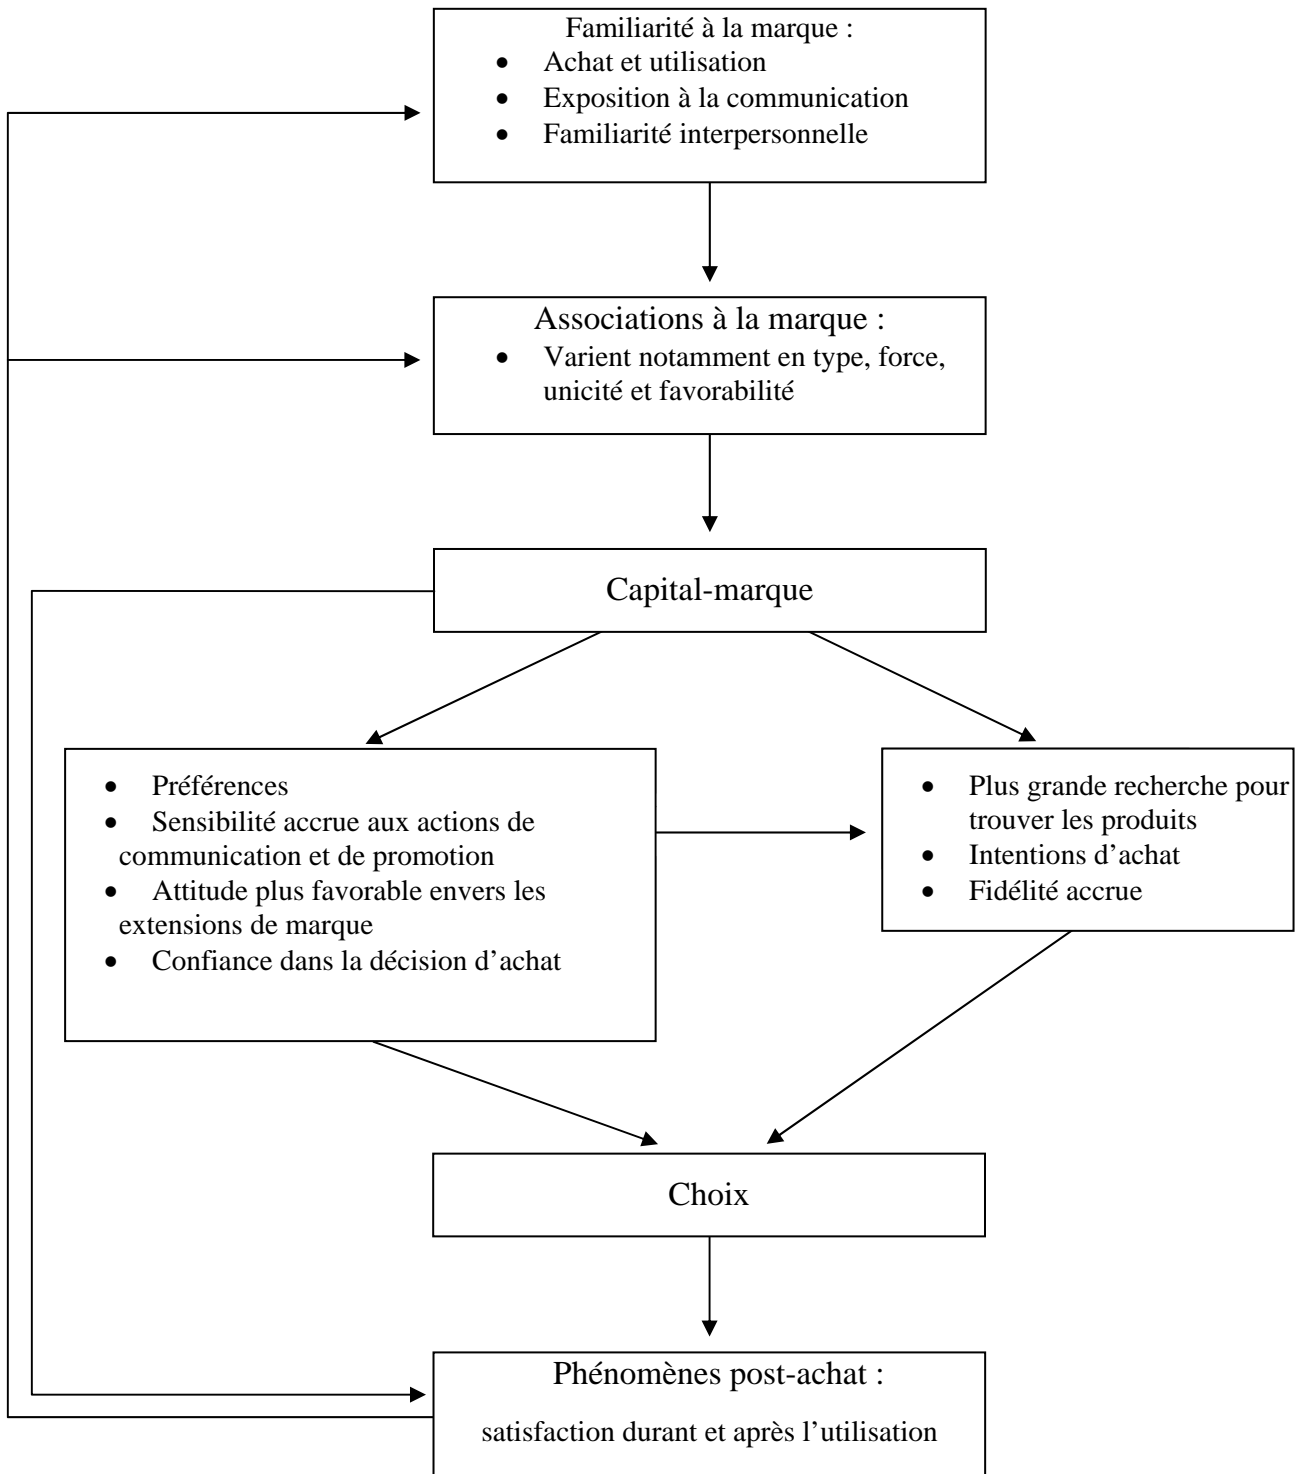 Familiarité à la marque :
• Achat et utilisation
• Exposition à la communication
• Familiarité interpersonnelle
Associations à la marque :
• Varient notamment en type, force,
unicité et favorabilité
Capital-marque
• Préférences
• Sensibilité accrue aux actions de
communication et de promotion
• Attitude plus favorable envers les
extensions de marque
• Confiance dans la décision d’achat
• Plus grande recherche pour
trouver les produits
• Intentions d’achat
• Fidélité accrue
Choix
Phénomènes post-achat :
satisfaction durant et après l’utilisation